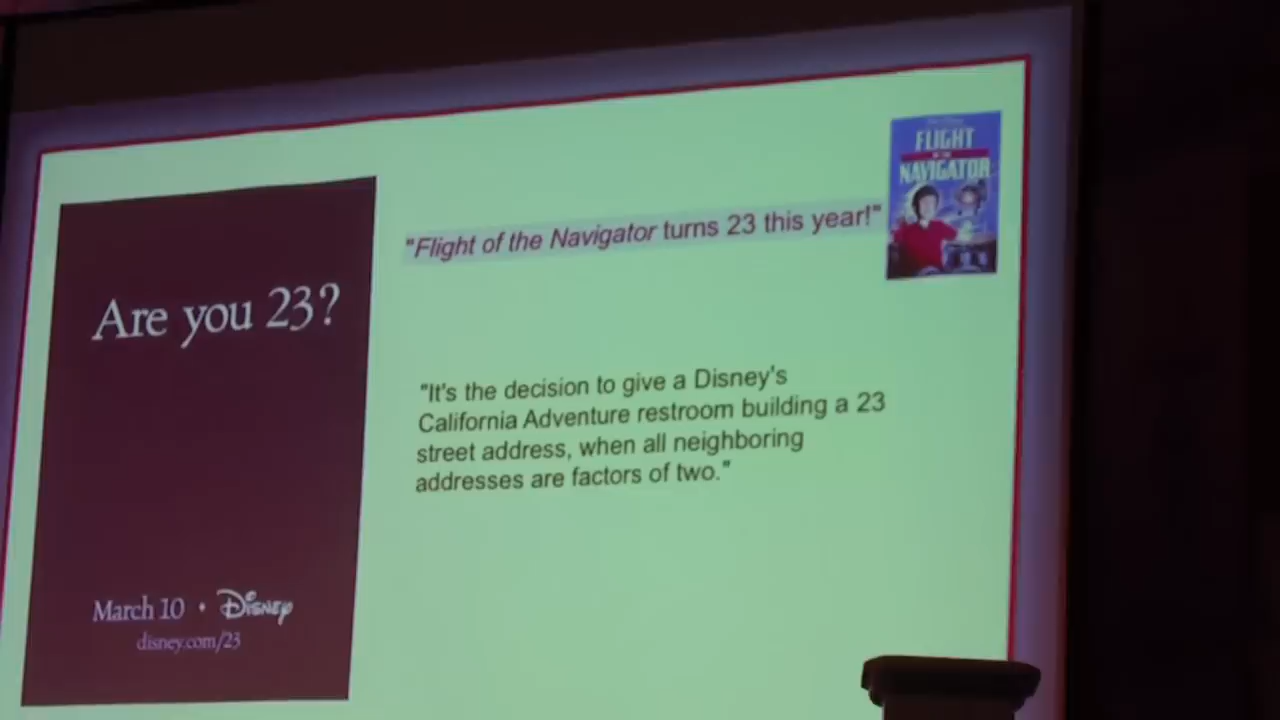 Are you 23?
March 10 • Disney
disney.com/23
"Flight of the Navigator turns 23 this year!"
FLIGHT
OF THE
NAVIGATOR
"It's the decision to give a Disney's
California Adventure restroom building a 23
street address, when all neighboring
addresses are factors of two."